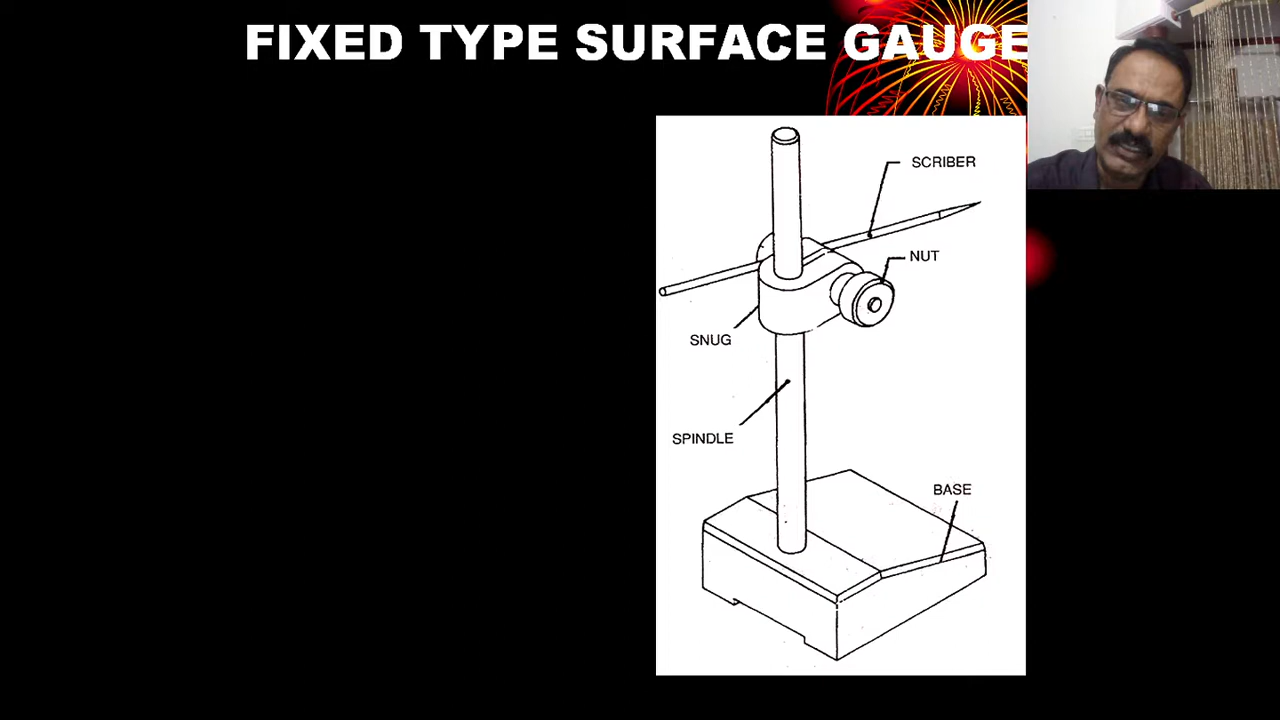 FIXED TYPE SURFACE GAUGE
SCRIBER
NUT
SNUG
SPINDLE
BASE